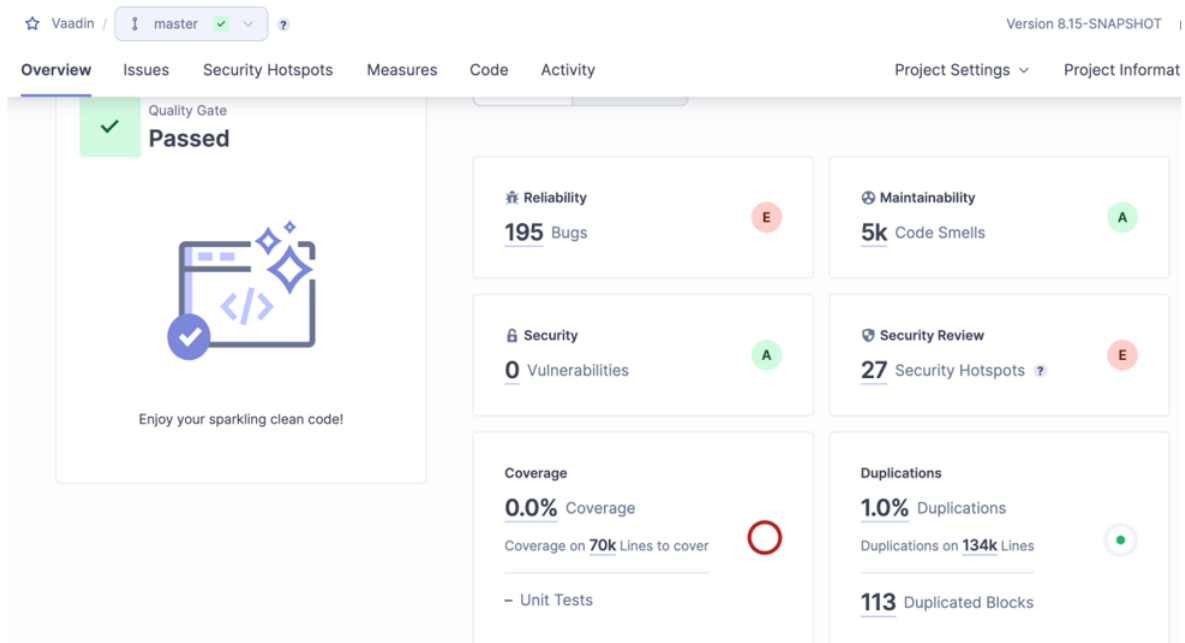 Vaadin / master ?
Version 8.15-SNAPSHOT
Overview Issues Security Hotspots Measures Code Activity Project Settings Project Informat
Quality Gate
Passed
Enjoy your sparkling clean code!
Reliability
195 Bugs
E
Maintainability
5k Code Smells
A
Security
0 Vulnerabilities
A
Security Review
27 Security Hotspots ?
E
Coverage
0.0% Coverage
Coverage on 70k Lines to cover
– Unit Tests
Duplications
1.0% Duplications
Duplications on 134k Lines
113 Duplicated Blocks